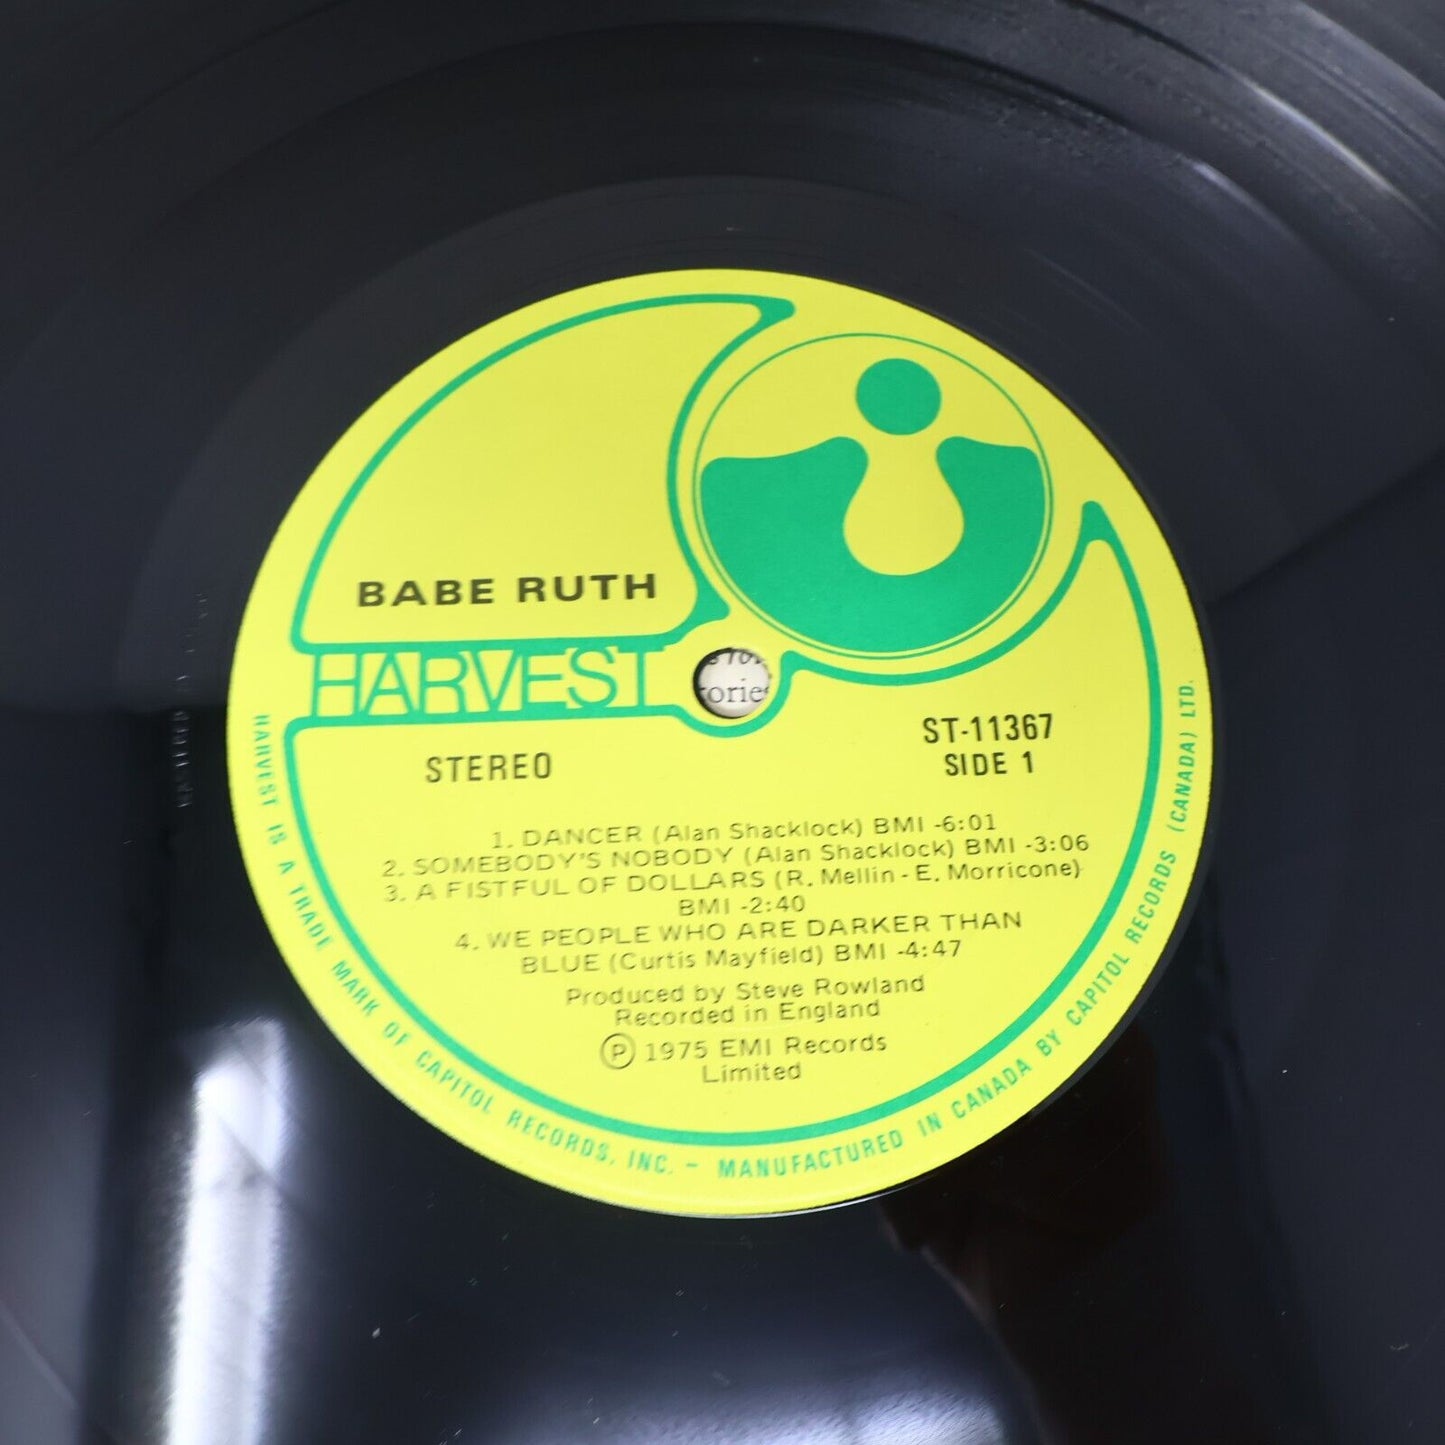 BABE RUTH
HARVEST
STEREO
ST-11367
SIDE 1
1. DANCER (Alan Shacklock) BMI -6:01
2. SOMEBODY'S NOBODY (Alan Shacklock) BMI -3:06
3. A FISTFUL OF DOLLARS (R. Mellin - E. Morricone)
BMI -2:40
4. WE PEOPLE WHO ARE DARKER THAN
BLUE (Curtis Mayfield) BMI -4:47
Produced by Steve Rowland
Recorded in England
Ⓟ 1975 EMI Records
Limited
HARVEST IS A TRADE MARK OF CAPITOL RECORDS, INC. – MANUFACTURED IN CANADA BY CAPITOL RECORDS (CANADA) LTD.